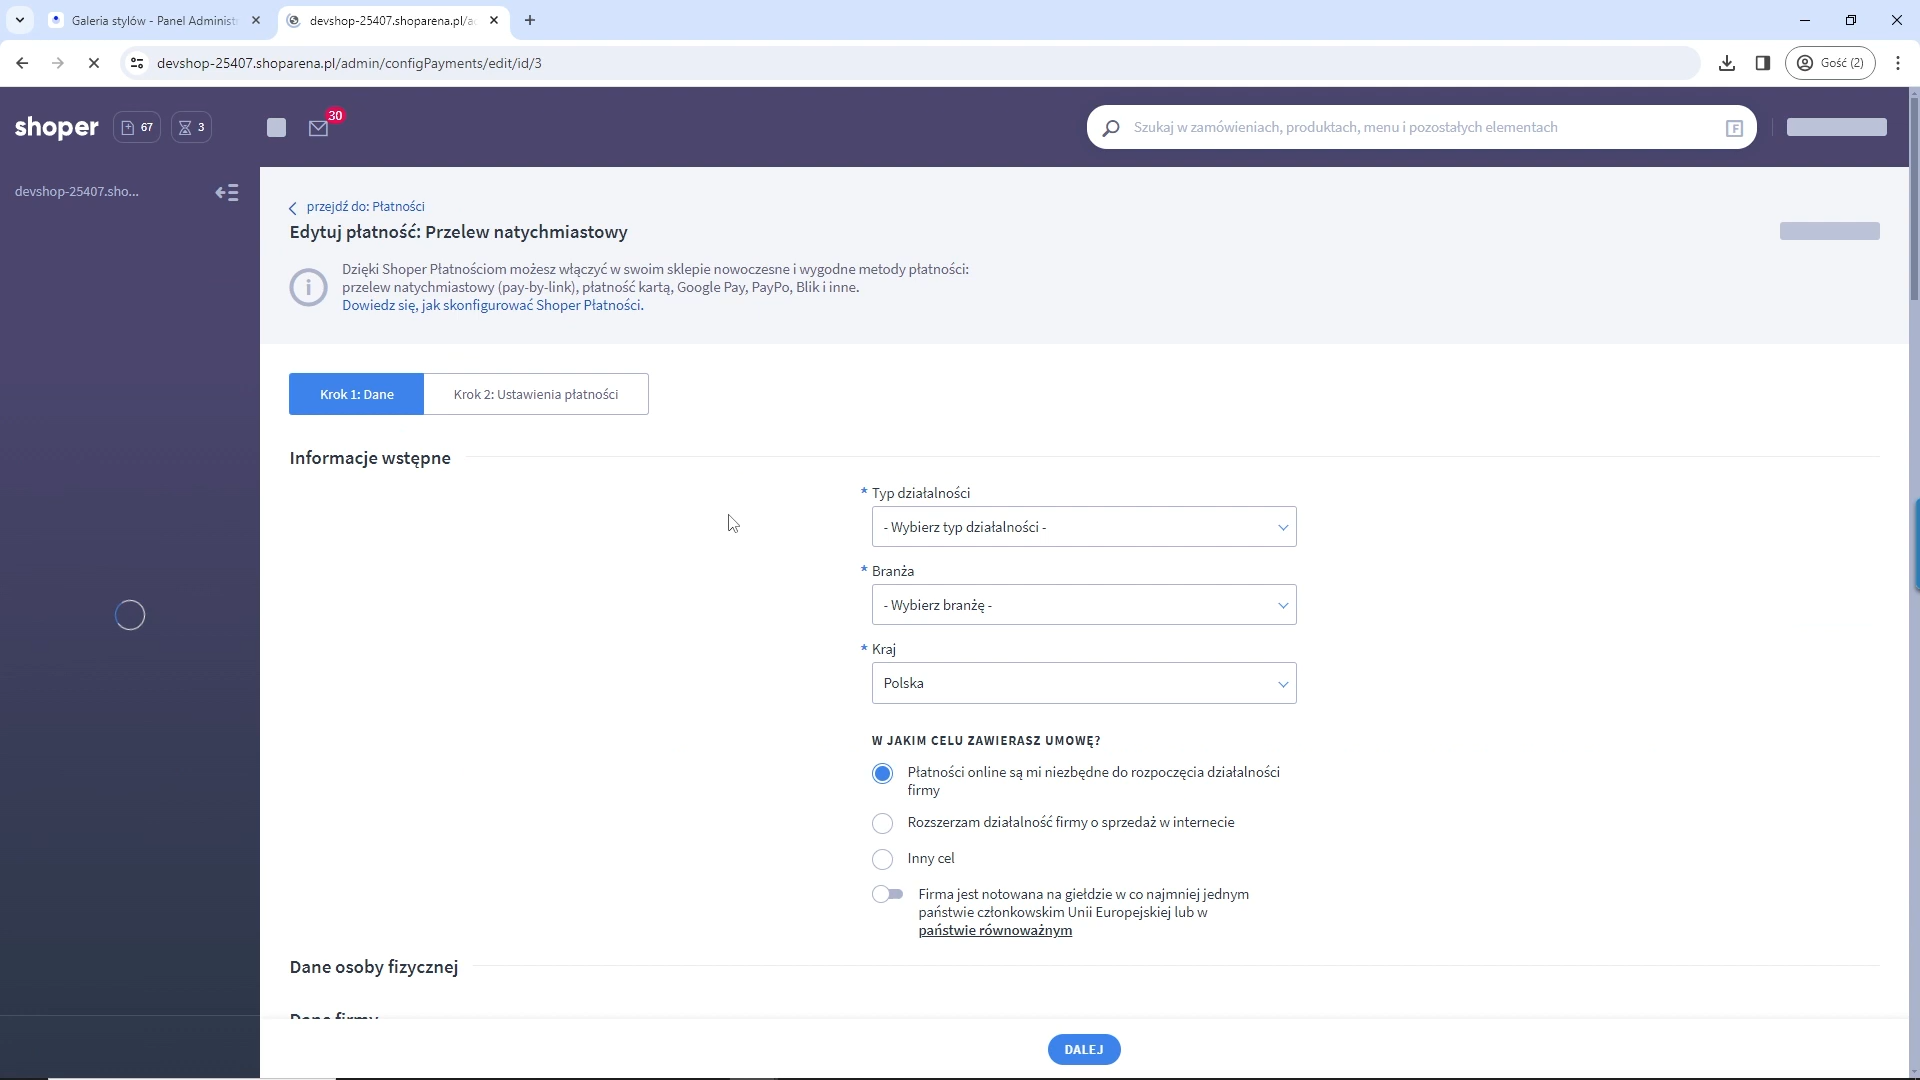 Galeria stylów - Panel Administ
devshop-25407.shoparena.pl/a
devshop-25407.shoparena.pl/admin/configPayments/edit/id/3
Gość (2)
shoper
67
3
30
Szukaj w zamówieniach, produktach, menu i pozostałych elementach
F
devshop-25407.sho...
przejdź do: Płatności
Edytuj płatność: Przelew natychmiastowy
Dzięki Shoper Płatnościom możesz włączyć w swoim sklepie nowoczesne i wygodne metody płatności:
przelew natychmiastowy (pay-by-link), płatność kartą, Google Pay, PayPo, Blik i inne.
Dowiedz się, jak skonfigurować Shoper Płatności.
Krok 1: Dane
Krok 2: Ustawienia płatności
Informacje wstępne
* Typ działalności
- Wybierz typ działalności -
* Branża
- Wybierz branżę -
* Kraj
Polska
W JAKIM CELU ZAWIERASZ UMOWĘ?
Płatności online są mi niezbędne do rozpoczęcia działalności
firmy
Rozszerzam działalność firmy o sprzedaż w internecie
Inny cel
Firma jest notowana na giełdzie w co najmniej jednym
państwie członkowskim Unii Europejskiej lub w
państwie równoważnym
Dane osoby fizycznej
Dane firmy
DALEJ